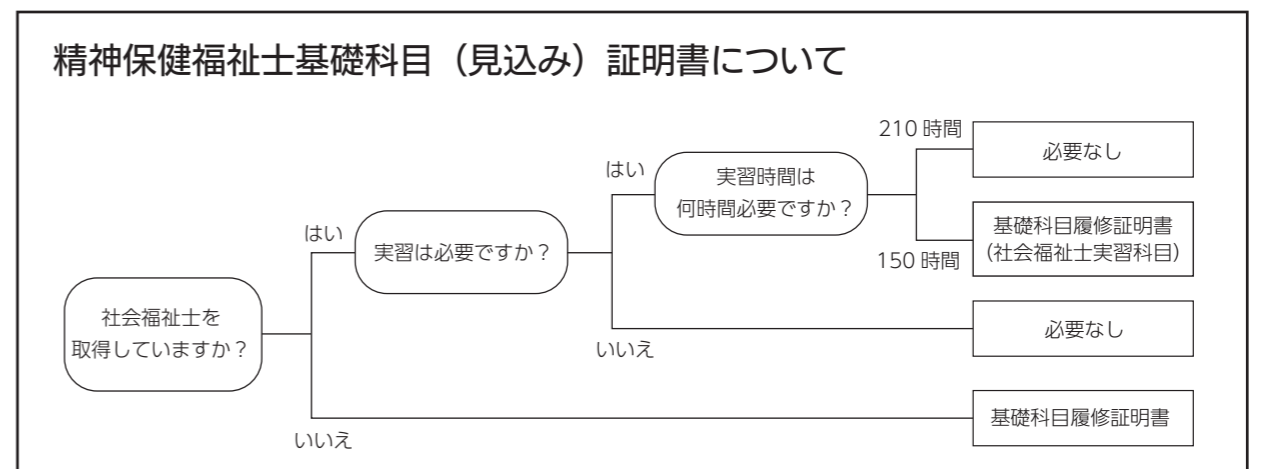 精神保健福祉士基礎科目（見込み）証明書について
210 時間
必要なし
はい
実習時間は
何時間必要ですか？
基礎科目履修証明書
(社会福祉士実習科目)
150 時間
はい
実習は必要ですか？
社会福祉士を
取得していますか？
必要なし
いいえ
基礎科目履修証明書
いいえ